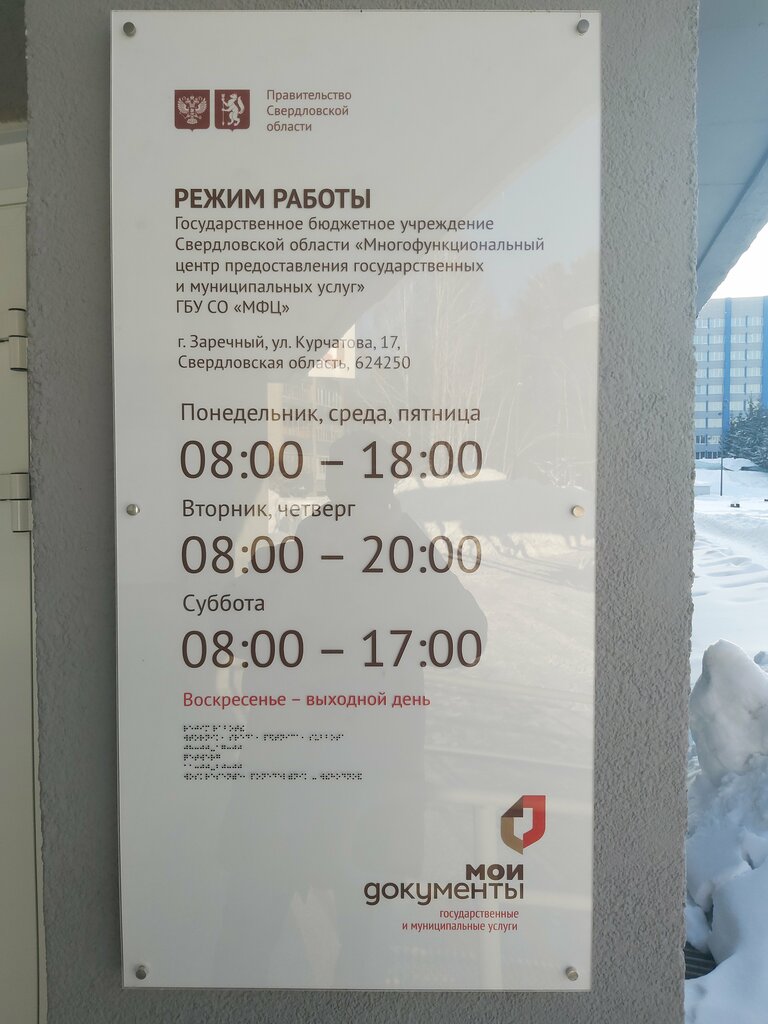 Правительство
Свердловской
области
РЕЖИМ РАБОТЫ
Государственное бюджетное учреждение
Свердловской области «Многофункциональный
центр предоставления государственных
и муниципальных услуг»
ГБУ СО «МФЦ»
г. Заречный, ул. Курчатова, 17,
Свердловская область, 624250
Понедельник, среда, пятница
08:00 – 18:00
Вторник, четверг
08:00 – 20:00
Суббота
08:00 – 17:00
Воскресенье – выходной день
мои
документы
государственные
и муниципальные услуги